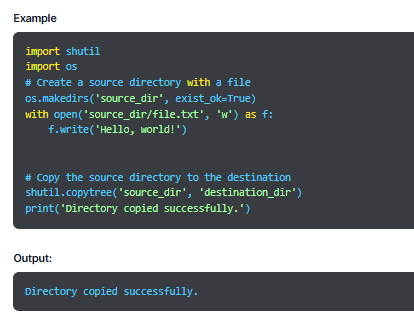 Example
import shutil
import os
# Create a source directory with a file
os.makedirs('source_dir', exist_ok=True)
with open('source_dir/file.txt', 'w') as f:
    f.write('Hello, world!')
# Copy the source directory to the destination
shutil.copytree('source_dir', 'destination_dir')
print('Directory copied successfully.')
Output:
Directory copied successfully.